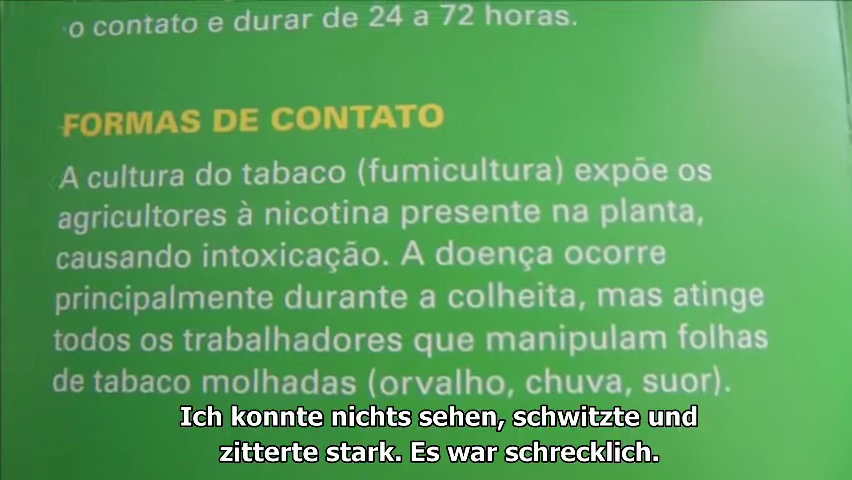 o contato e durar de 24 a 72 horas.
FORMAS DE CONTATO
A cultura do tabaco (fumicultura) expõe os
agricultores à nicotina presente na planta,
causando intoxicação. A doença ocorre
principalmente durante a colheita, mas atinge
todos os trabalhadores que manipulam folhas
de tabaco molhadas (orvalho, chuva, suor).
Ich konnte nichts sehen, schwitzte und
zitterte stark. Es war schrecklich.